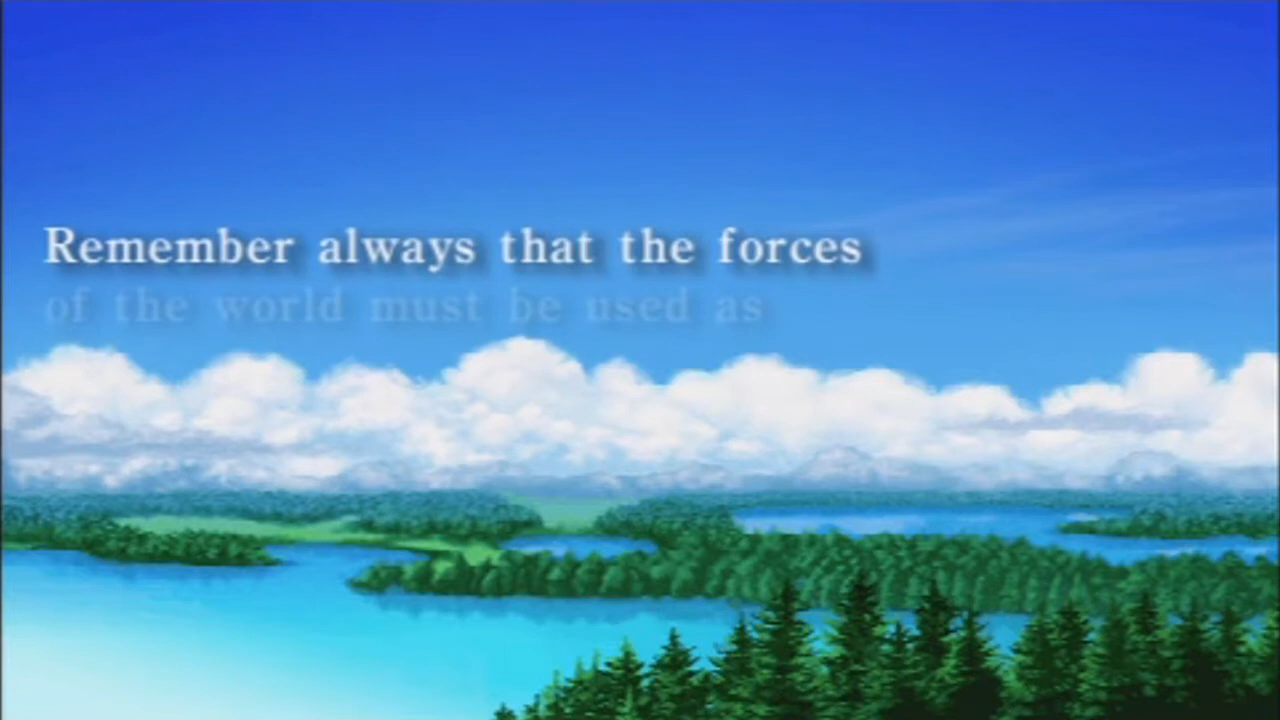 Remember always that the forces
of the world must be used as